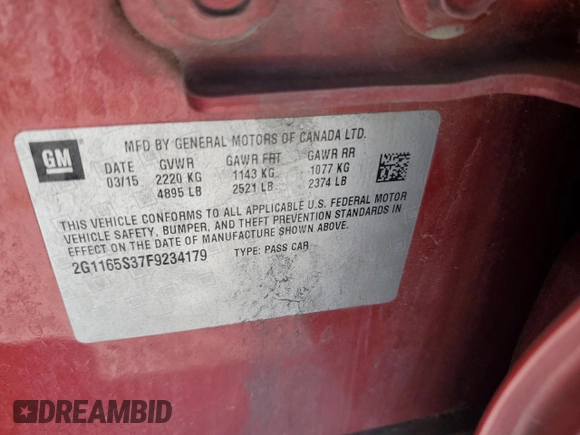 GM
MFD BY GENERAL MOTORS OF CANADA LTD.
DATE GVWR GAWR FRT GAWR RR
03/15 2220 KG 1143 KG 1077 KG
4895 LB 2521 LB 2374 LB
THIS VEHICLE CONFORMS TO ALL APPLICABLE U.S. FEDERAL MOTOR
VEHICLE SAFETY, BUMPER, AND THEFT PREVENTION STANDARDS IN
EFFECT ON THE DATE OF MANUFACTURE SHOWN ABOVE.
2G1165S37F9234179 TYPE: PASS CAR
DREAMBID